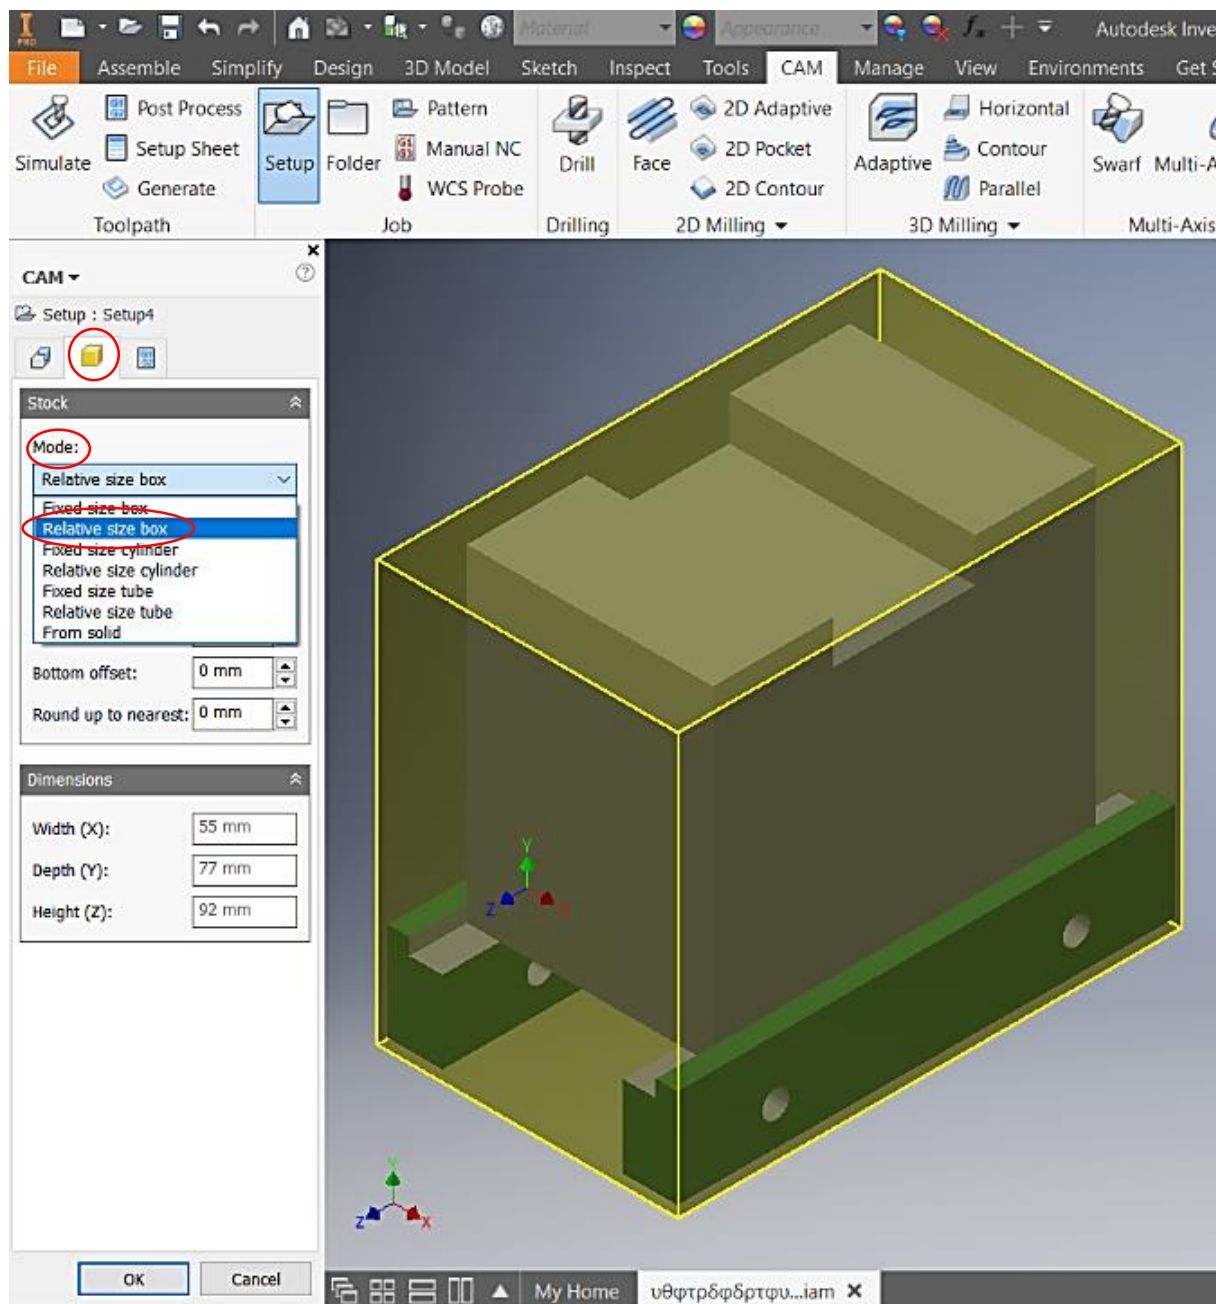 PRO
Material
Appearance
Autodesk Inve
File Assemble Simplify Design 3D Model Sketch Inspect Tools CAM Manage View Environments Get S
Post Process Pattern 2D Adaptive Horizontal
Simulate Setup Sheet Setup Folder Manual NC Drill Face 2D Pocket Adaptive Contour Swarf Multi-A
Generate WCS Probe 2D Contour Parallel
Toolpath Job Drilling 2D Milling 3D Milling Multi-Axis
CAM
Setup : Setup4
Stock
Mode:
Relative size box
Fixed size box
Relative size box
Fixed size cylinder
Relative size cylinder
Fixed size tube
Relative size tube
From solid
Bottom offset: 0 mm
Round up to nearest: 0 mm
Dimensions
Width (X): 55 mm
Depth (Y): 77 mm
Height (Z): 92 mm
Y
Z X
Y
Z X
OK Cancel
My Home υθφτρδφδρτφυ...iam